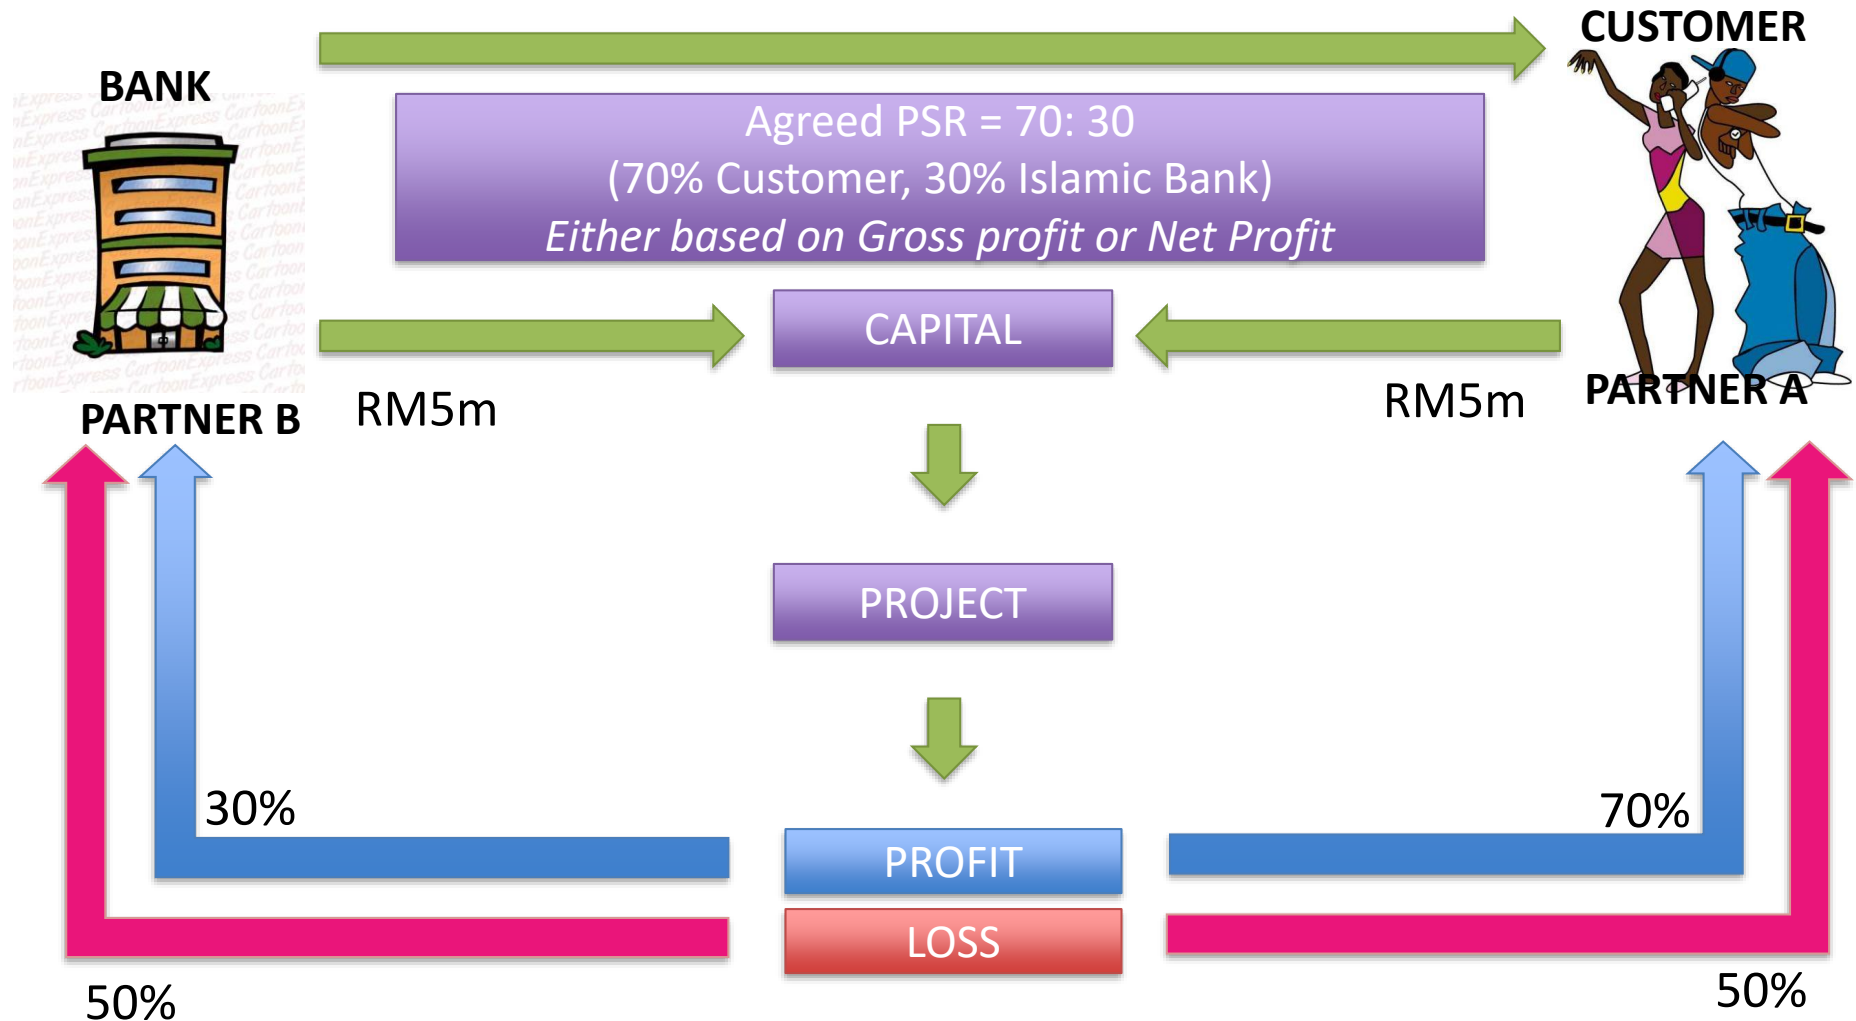 CUSTOMER
BANK
Agreed PSR = 70: 30
(70% Customer, 30% Islamic Bank)
Either based on Gross profit or Net Profit
CAPITAL
RM5m
RM5m
PARTNER B
PARTNER A
PROJECT
30%
70%
PROFIT
LOSS
50%
50%